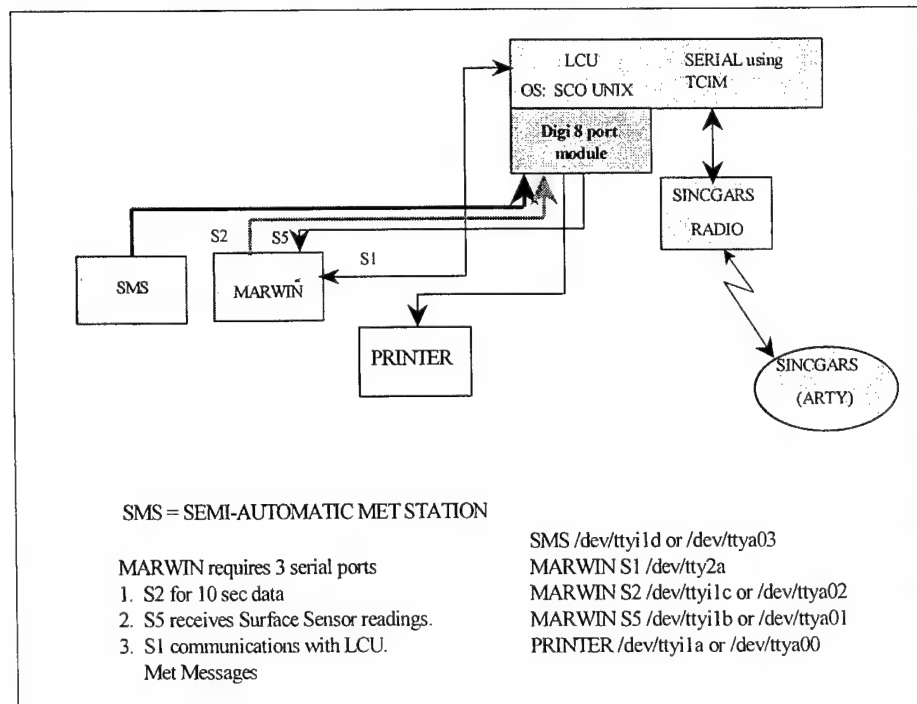 LCU
OS: SCO UNIX
SERIAL using
TCIM
Digi 8 port
module
SINCGARS
RADIO
S2
S5
S1
SMS
MARWIN
PRINTER
SINCGARS
(ARTY)
SMS = SEMI-AUTOMATIC MET STATION
MARWIN requires 3 serial ports
1. S2 for 10 sec data
2. S5 receives Surface Sensor readings.
3. S1 communications with LCU.
Met Messages
SMS /dev/ttyi1d or /dev/ttya03
MARWIN S1 /dev/tty2a
MARWIN S2 /dev/ttyi1c or /dev/ttya02
MARWIN S5 /dev/ttyi1b or /dev/ttya01
PRINTER /dev/ttyi1a or /dev/ttya00